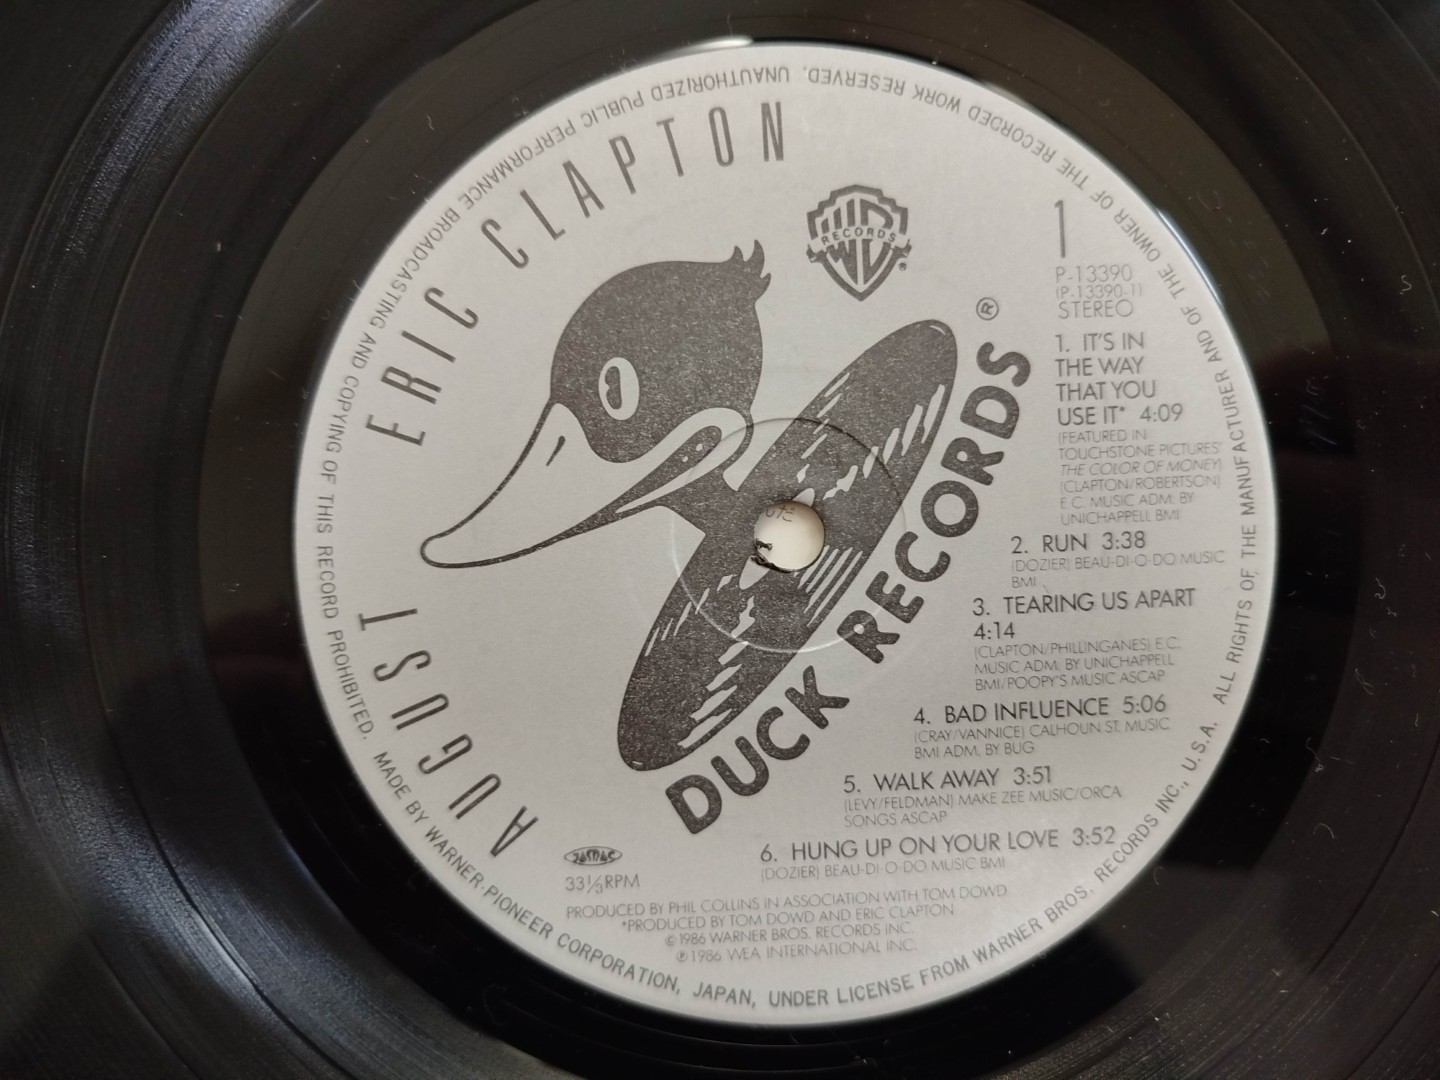 ERIC CLAPTON
AUGUST
RECORDS
DUCK RECORDS
®
1
P-13390
(P-13390-1)
STEREO
1. IT'S IN
THE WAY
THAT YOU
USE IT* 4:09
(FEATURED IN
TOUCHSTONE PICTURES'
THE COLOR OF MONEY)
(CLAPTON/ROBERTSON)
E.C. MUSIC ADM. BY
UNICHAPPELL BMI
2. RUN 3:38
(DOZIER) BEAU-DI-O-DO MUSIC
BMI
3. TEARING US APART
4:14
(CLAPTON/PHILLINGANES) E.C.
MUSIC ADM. BY UNICHAPPELL
BMI/POOPY'S MUSIC ASCAP
4. BAD INFLUENCE 5:06
(CRAY/VANNICE) CALHOUN ST. MUSIC
BMI ADM. BY BUG
5. WALK AWAY 3:51
(LEVY/FELDMAN) MAKE ZEE MUSIC/ORCA
SONGS ASCAP
6. HUNG UP ON YOUR LOVE 3:52
(DOZIER) BEAU-DI-O-DO MUSIC BMI
JASRAC
33⅓RPM
PRODUCED BY PHIL COLLINS IN ASSOCIATION WITH TOM DOWD
*PRODUCED BY TOM DOWD AND ERIC CLAPTON
©1986 WARNER BROS. RECORDS INC.
℗1986 WEA INTERNATIONAL INC.
MADE BY WARNER-PIONEER CORPORATION, JAPAN, UNDER LICENSE FROM WARNER BROS. RECORDS INC., U.S.A. ALL RIGHTS OF THE MANUFACTURER AND OF THE OWNER OF THE RECORDED WORK RESERVED. UNAUTHORIZED PUBLIC PERFORMANCE BROADCASTING AND COPYING OF THIS RECORD PROHIBITED.